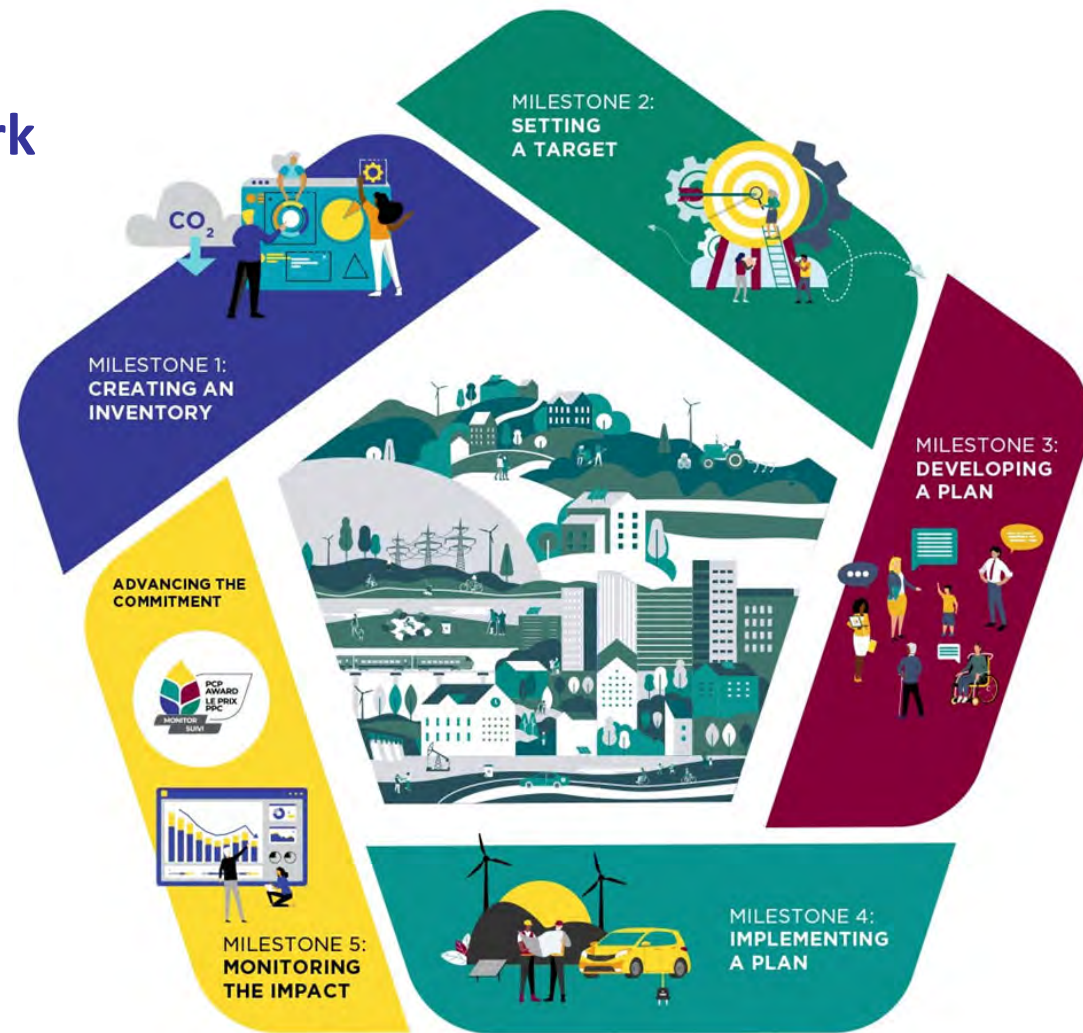 rk
MILESTONE 1:
CREATING AN
INVENTORY
CO2
MILESTONE 2:
SETTING
A TARGET
MILESTONE 3:
DEVELOPING
A PLAN
MILESTONE 4:
IMPLEMENTING
A PLAN
MILESTONE 5:
MONITORING
THE IMPACT
ADVANCING THE
COMMITMENT
PCP
AWARD
LE PRIX
PPC
MONITOR
SUIVI